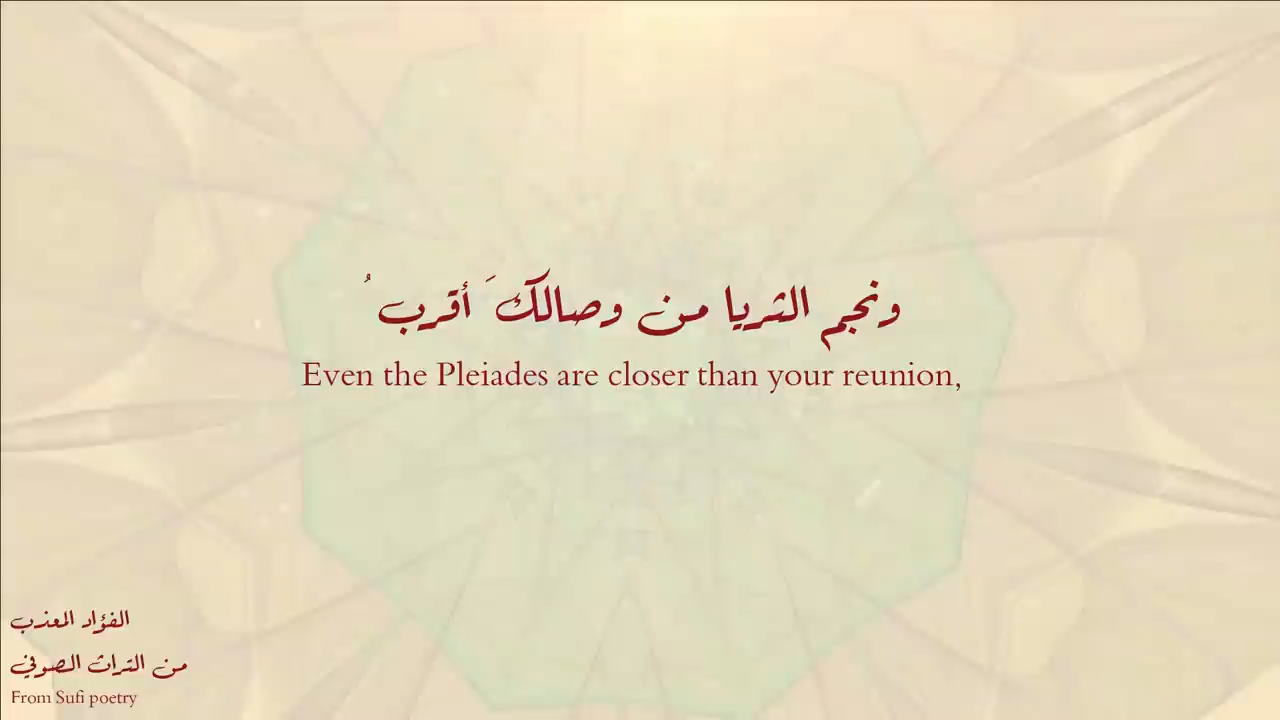 ونجم الثريا من وصالكَ أقربُ
Even the Pleiades are closer than your reunion,
الفؤاد المعذب
من التراث الصوفي
From Sufi poetry